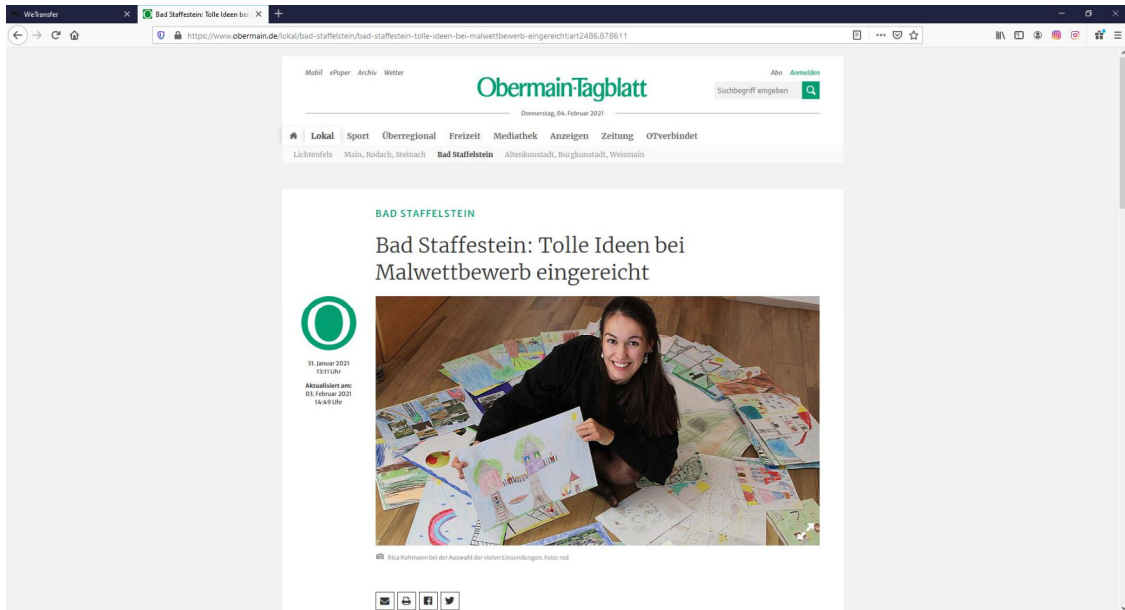 WeTransfer
Bad Staffestein: Tolle Ideen bei
https://www.obermain.de/lokal/bad-staffelstein/bad-staffestein-tolle-ideen-bei-malwettbewerb-eingereicht;art2486,878611
Mobil ePaper Archiv Wetter
Abo Anmelden
Obermain-Tagblatt
Suchbegriff eingeben
Donnerstag, 04. Februar 2021
Lokal Sport Überregional Freizeit Mediathek Anzeigen Zeitung OTverbindet
Lichtenfels Main, Rodach, Steinach Bad Staffelstein Altenkunstadt, Burgkunstadt, Weismain
BAD STAFFELSTEIN
Bad Staffestein: Tolle Ideen bei
Malwettbewerb eingereicht
31. Januar 2021
13:11 Uhr
Aktualisiert am:
03. Februar 2021
14:49 Uhr
Rica Kohmann bei der Auswahl der vielen Einsendungen. Foto: red